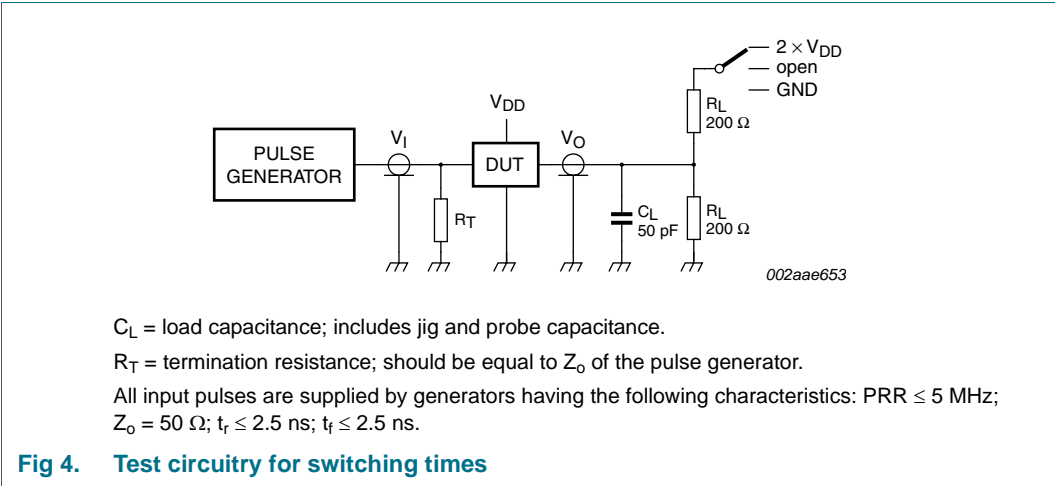 2 × VDD
open
GND
RL
200 Ω
VDD
VI
VO
PULSE
GENERATOR
DUT
RT
CL
50 pF
RL
200 Ω
002aae653
CL = load capacitance; includes jig and probe capacitance.
RT = termination resistance; should be equal to Zo of the pulse generator.
All input pulses are supplied by generators having the following characteristics: PRR ≤ 5 MHz;
Zo = 50 Ω; tr ≤ 2.5 ns; tf ≤ 2.5 ns.
Fig 4. Test circuitry for switching times